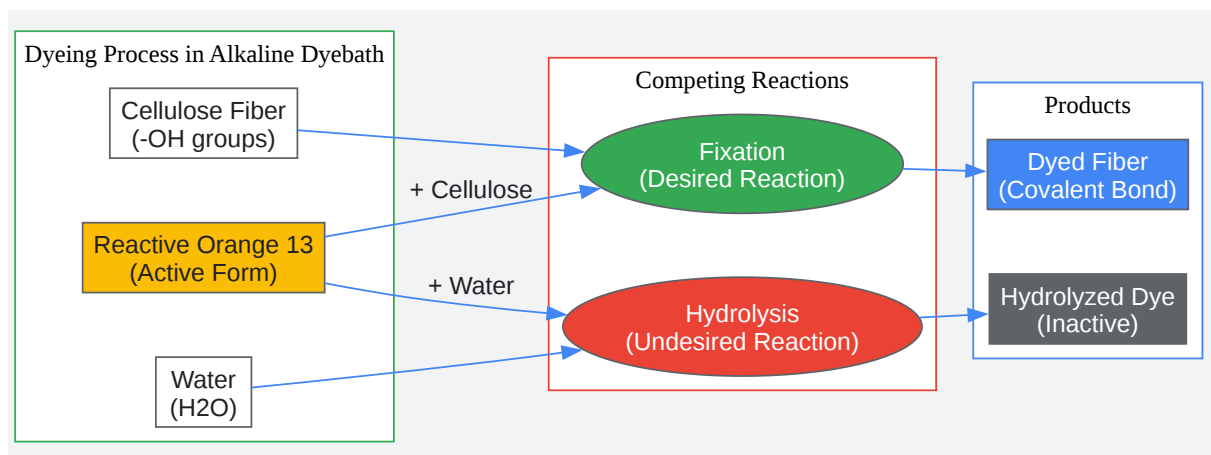 Dyeing Process in Alkaline Dyebath
Cellulose Fiber
(-OH groups)
Reactive Orange 13
(Active Form)
Water
(H2O)
+ Cellulose
+ Water
Competing Reactions
Fixation
(Desired Reaction)
Hydrolysis
(Undesired Reaction)
Products
Dyed Fiber
(Covalent Bond)
Hydrolyzed Dye
(Inactive)